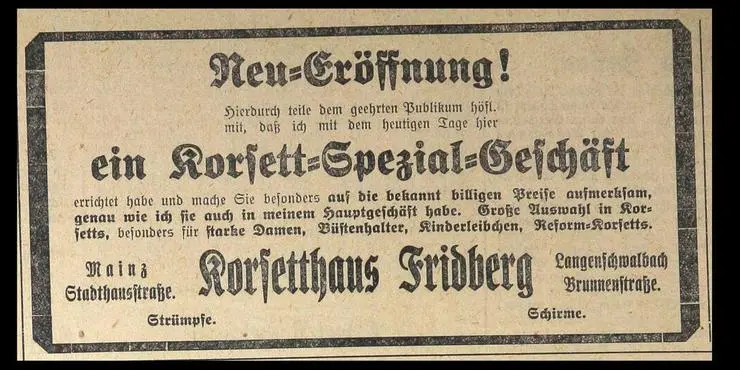 Neu=Eröffnung!
Hierdurch teile dem geehrten Publikum höfl.
mit, daß ich mit dem heutigen Tage hier
ein Korsett=Spezial=Geschäft
errichtet habe und mache Sie besonders auf die bekannt billigen Preise aufmerksam,
genau wie ich sie auch in meinem Hauptgeschäft habe. Große Auswahl in Kor=
setts, besonders für starke Damen, Büstenhalter, Kinderleibchen, Reform=Korsetts.
Mainz
Stadthausstraße.
Korsetthaus Fridberg
Langenschwalbach
Brunnenstraße.
Strümpfe.
Schirme.